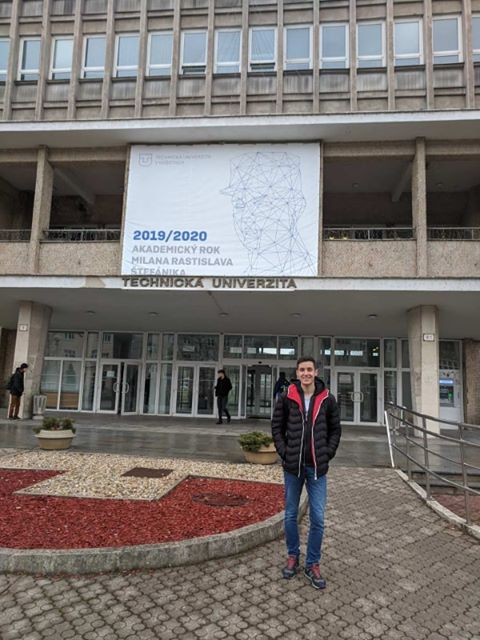 TECHNICKÁ UNIVERZITA
V KOŠICIACH
2019/2020
AKADEMICKÝ ROK
MILANA RASTISLAVA
ŠTEFÁNIKA
TECHNICKÁ UNIVERZITA